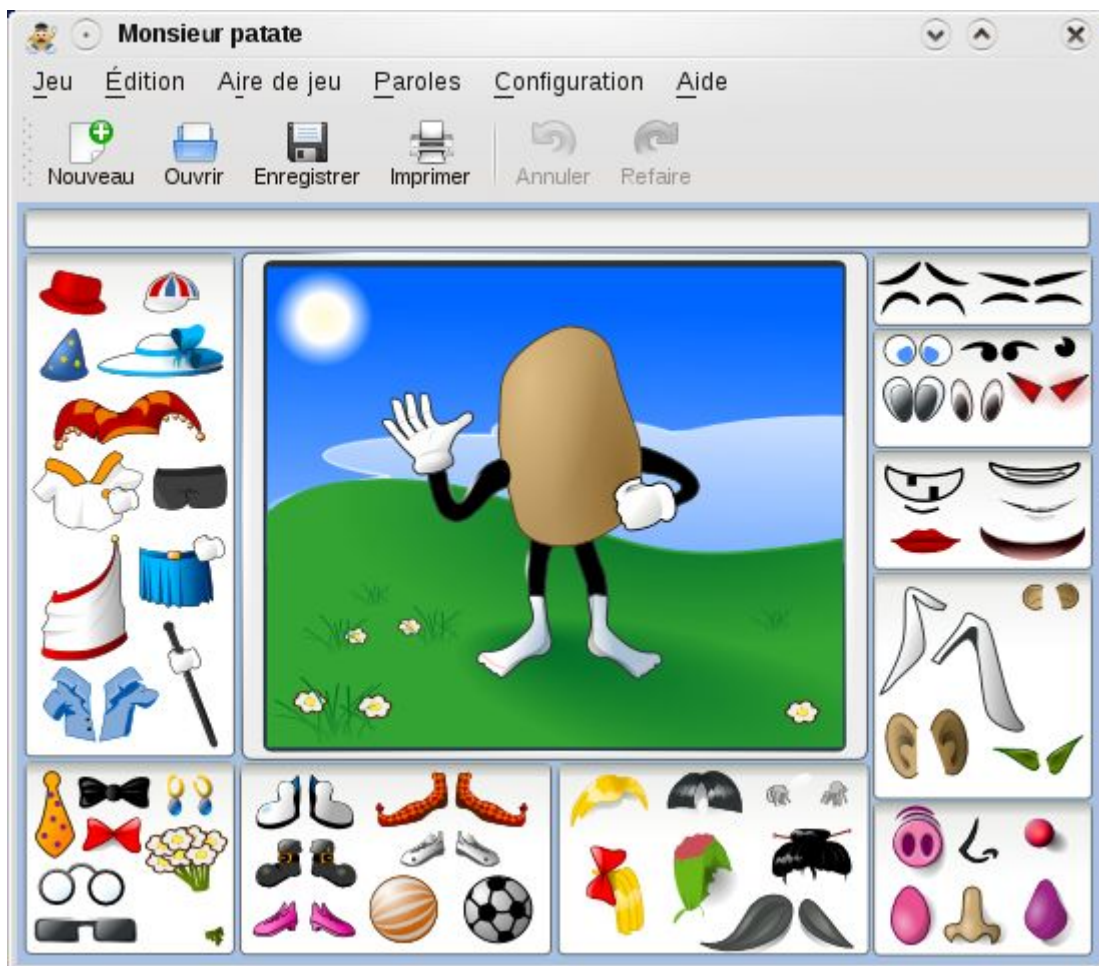 Monsieur patate
Jeu Édition Aire de jeu Paroles Configuration Aide
Nouveau Ouvrir Enregistrer Imprimer Annuler Refaire